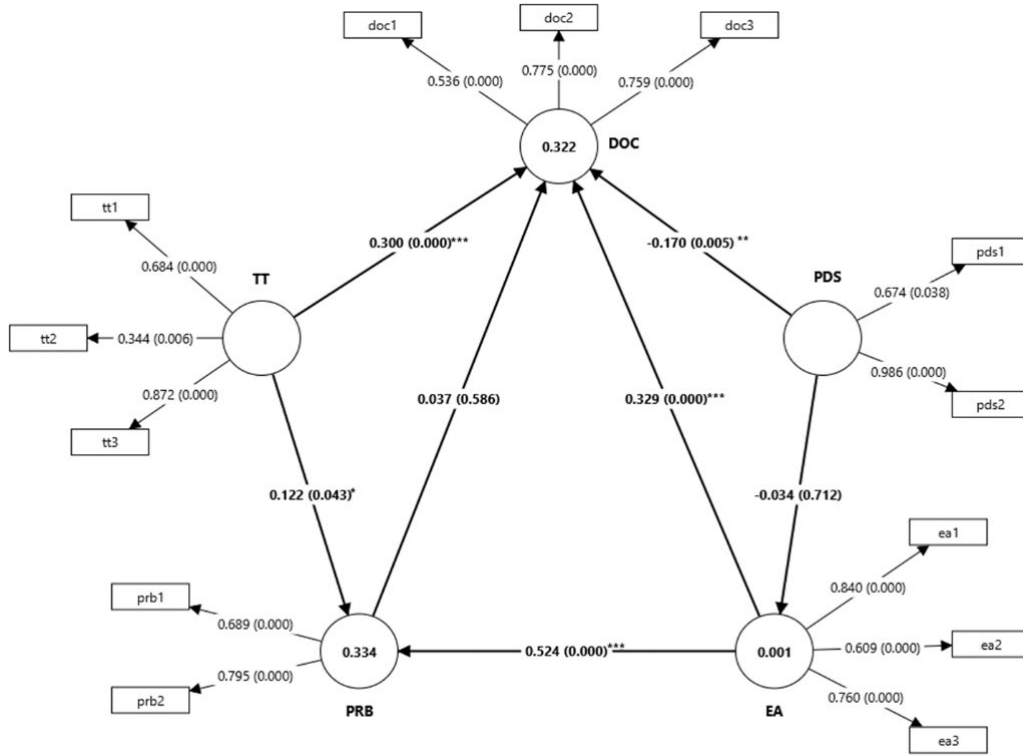 doc1
doc2
doc3
0.536 (0.000)
0.775 (0.000)
0.759 (0.000)
0.322
DOC
tt1
0.684 (0.000)
0.300 (0.000)***
-0.170 (0.005) **
pds1
TT
PDS
0.674 (0.038)
tt2
0.344 (0.006)
0.872 (0.000)
0.986 (0.000)
tt3
pds2
0.037 (0.586)
0.329 (0.000)***
0.122 (0.043)*
-0.034 (0.712)
ea1
prb1
0.840 (0.000)
0.689 (0.000)
0.334
0.524 (0.000)***
0.001
0.609 (0.000)
ea2
0.795 (0.000)
prb2
0.760 (0.000)
PRB
EA
ea3